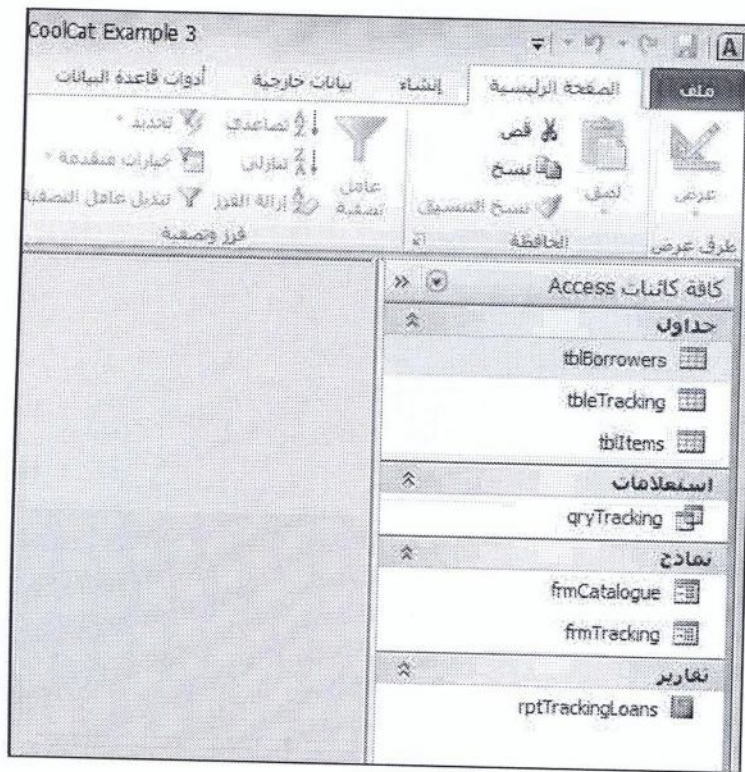 CoolCat Example 3
ملف
الصفحة الرئيسية
إنشاء
بيانات خارجية
أدوات قاعدة البيانات
عرض
طرق عرض
لصق
قص
نسخ
نسخ التنسيق
الحافظة
عامل تصفية
تصاعدي
تنازلي
إزالة الفرز
تحديد
خيارات متقدمة
تبديل عامل التصفية
فرز وتصفية
كافة كائنات Access
جداول
tblBorrowers
tbleTracking
tblItems
استعلامات
qryTracking
نماذج
frmCatalogue
frmTracking
تقارير
rptTrackingLoans